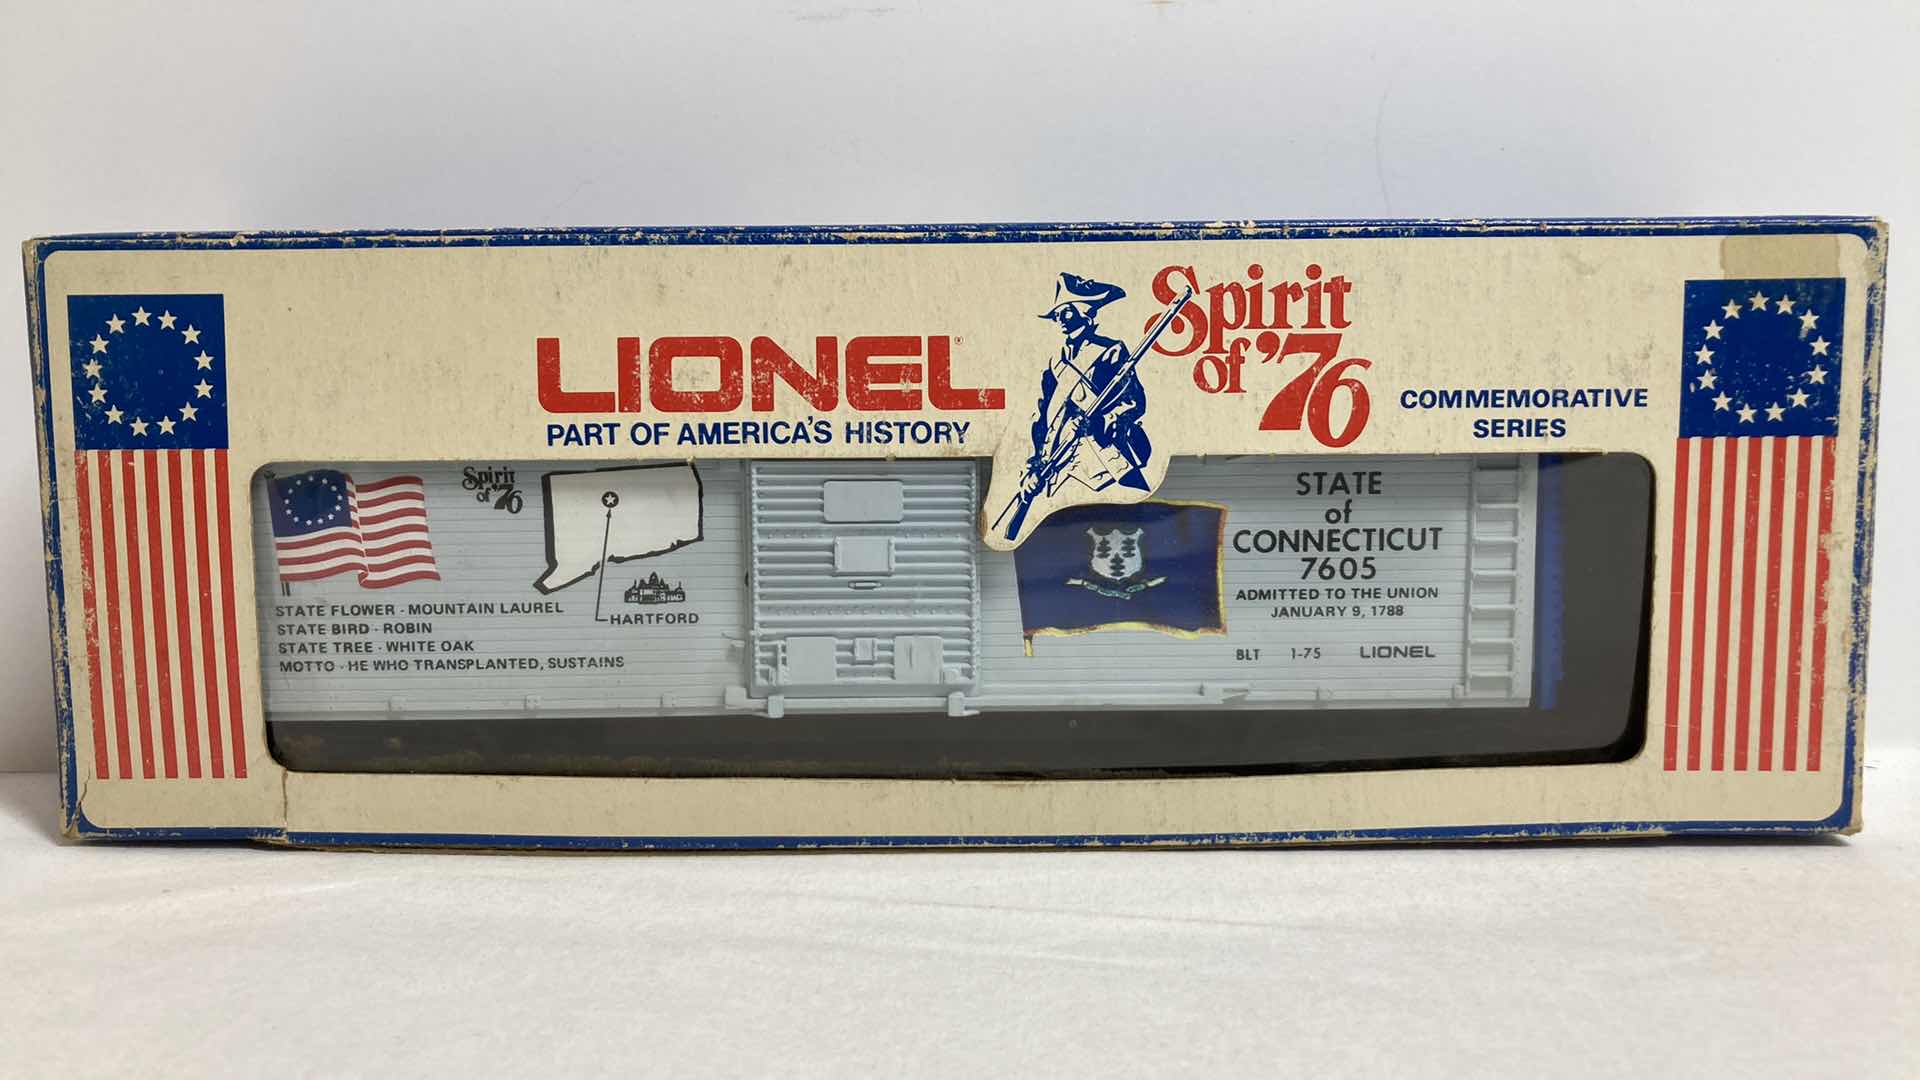 LIONEL®
PART OF AMERICA'S HISTORY
Spirit
of '76
COMMEMORATIVE
SERIES
Spirit
of '76
STATE FLOWER - MOUNTAIN LAUREL
STATE BIRD - ROBIN
STATE TREE - WHITE OAK
MOTTO - HE WHO TRANSPLANTED, SUSTAINS
HARTFORD
STATE
of
CONNECTICUT
7605
ADMITTED TO THE UNION
JANUARY 9, 1788
BLT 1-75 LIONEL